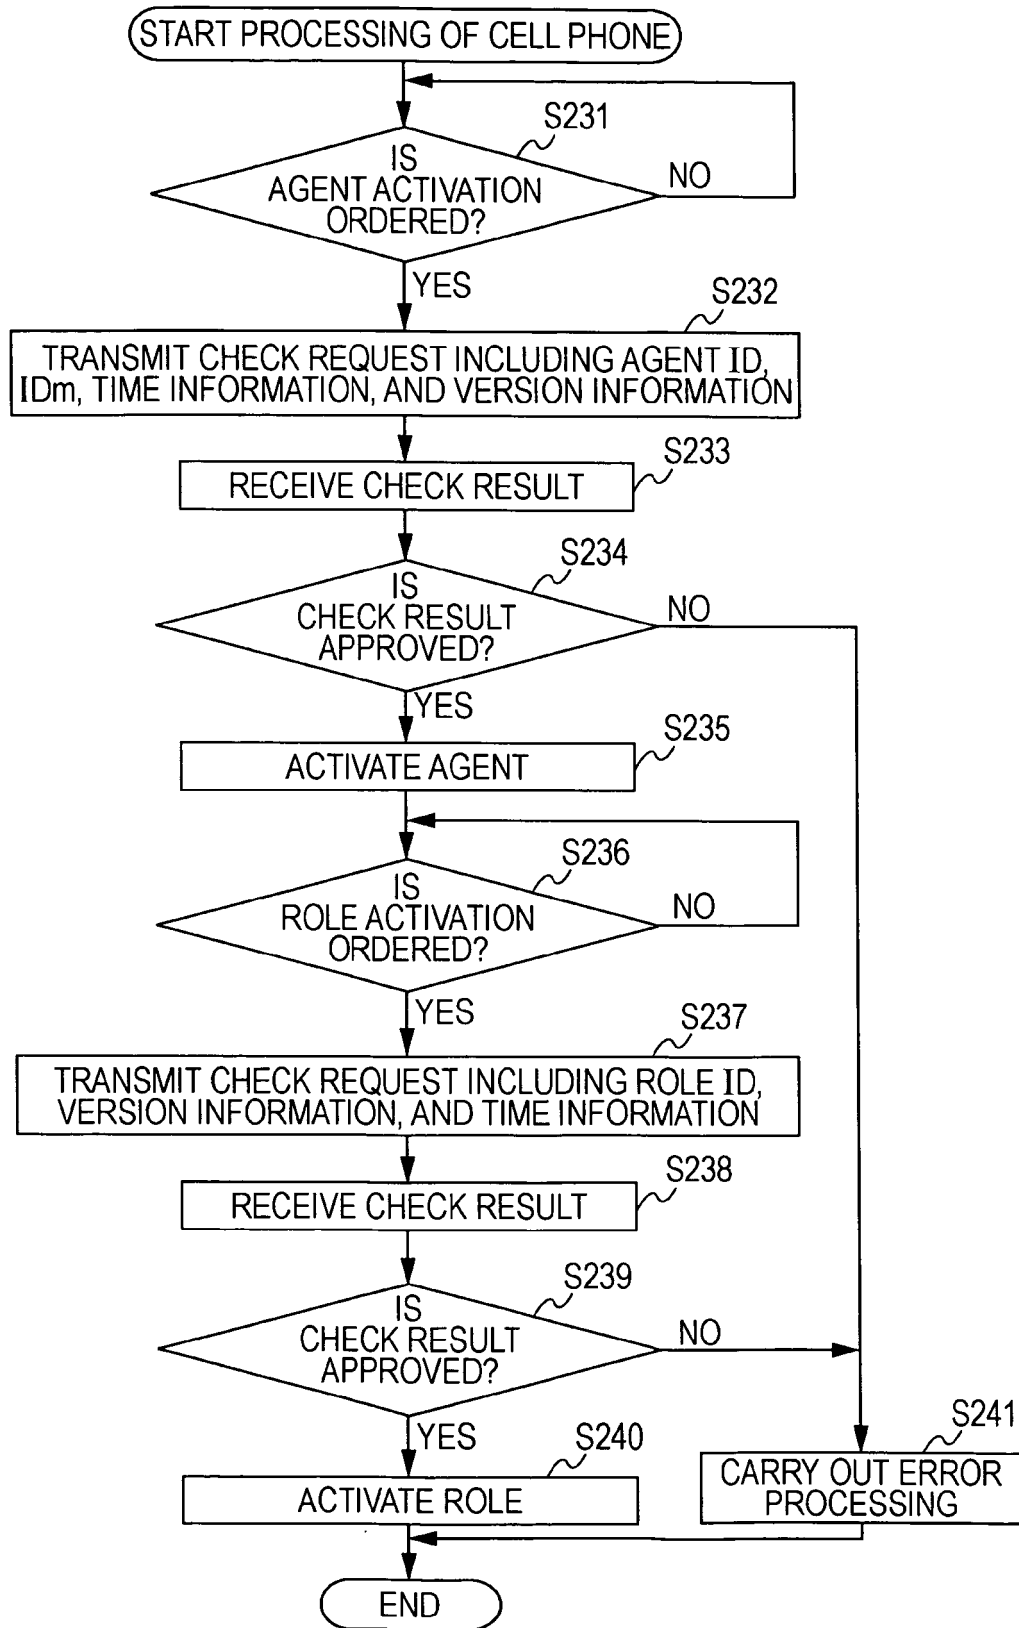 START PROCESSING OF CELL PHONE
S231
IS
AGENT ACTIVATION
ORDERED?
NO
YES
S232
TRANSMIT CHECK REQUEST INCLUDING AGENT ID,
IDm, TIME INFORMATION, AND VERSION INFORMATION
S233
RECEIVE CHECK RESULT
S234
IS
CHECK RESULT
APPROVED?
NO
YES
S235
ACTIVATE AGENT
S236
IS
ROLE ACTIVATION
ORDERED?
NO
YES
S237
TRANSMIT CHECK REQUEST INCLUDING ROLE ID,
VERSION INFORMATION, AND TIME INFORMATION
S238
RECEIVE CHECK RESULT
S239
IS
CHECK RESULT
APPROVED?
NO
YES
S240
ACTIVATE ROLE
S241
CARRY OUT ERROR
PROCESSING
END